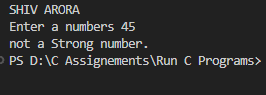 SHIV ARORA
Enter a numbers 45
not a Strong number.
PS D:\C Assignements\Run C Programs>